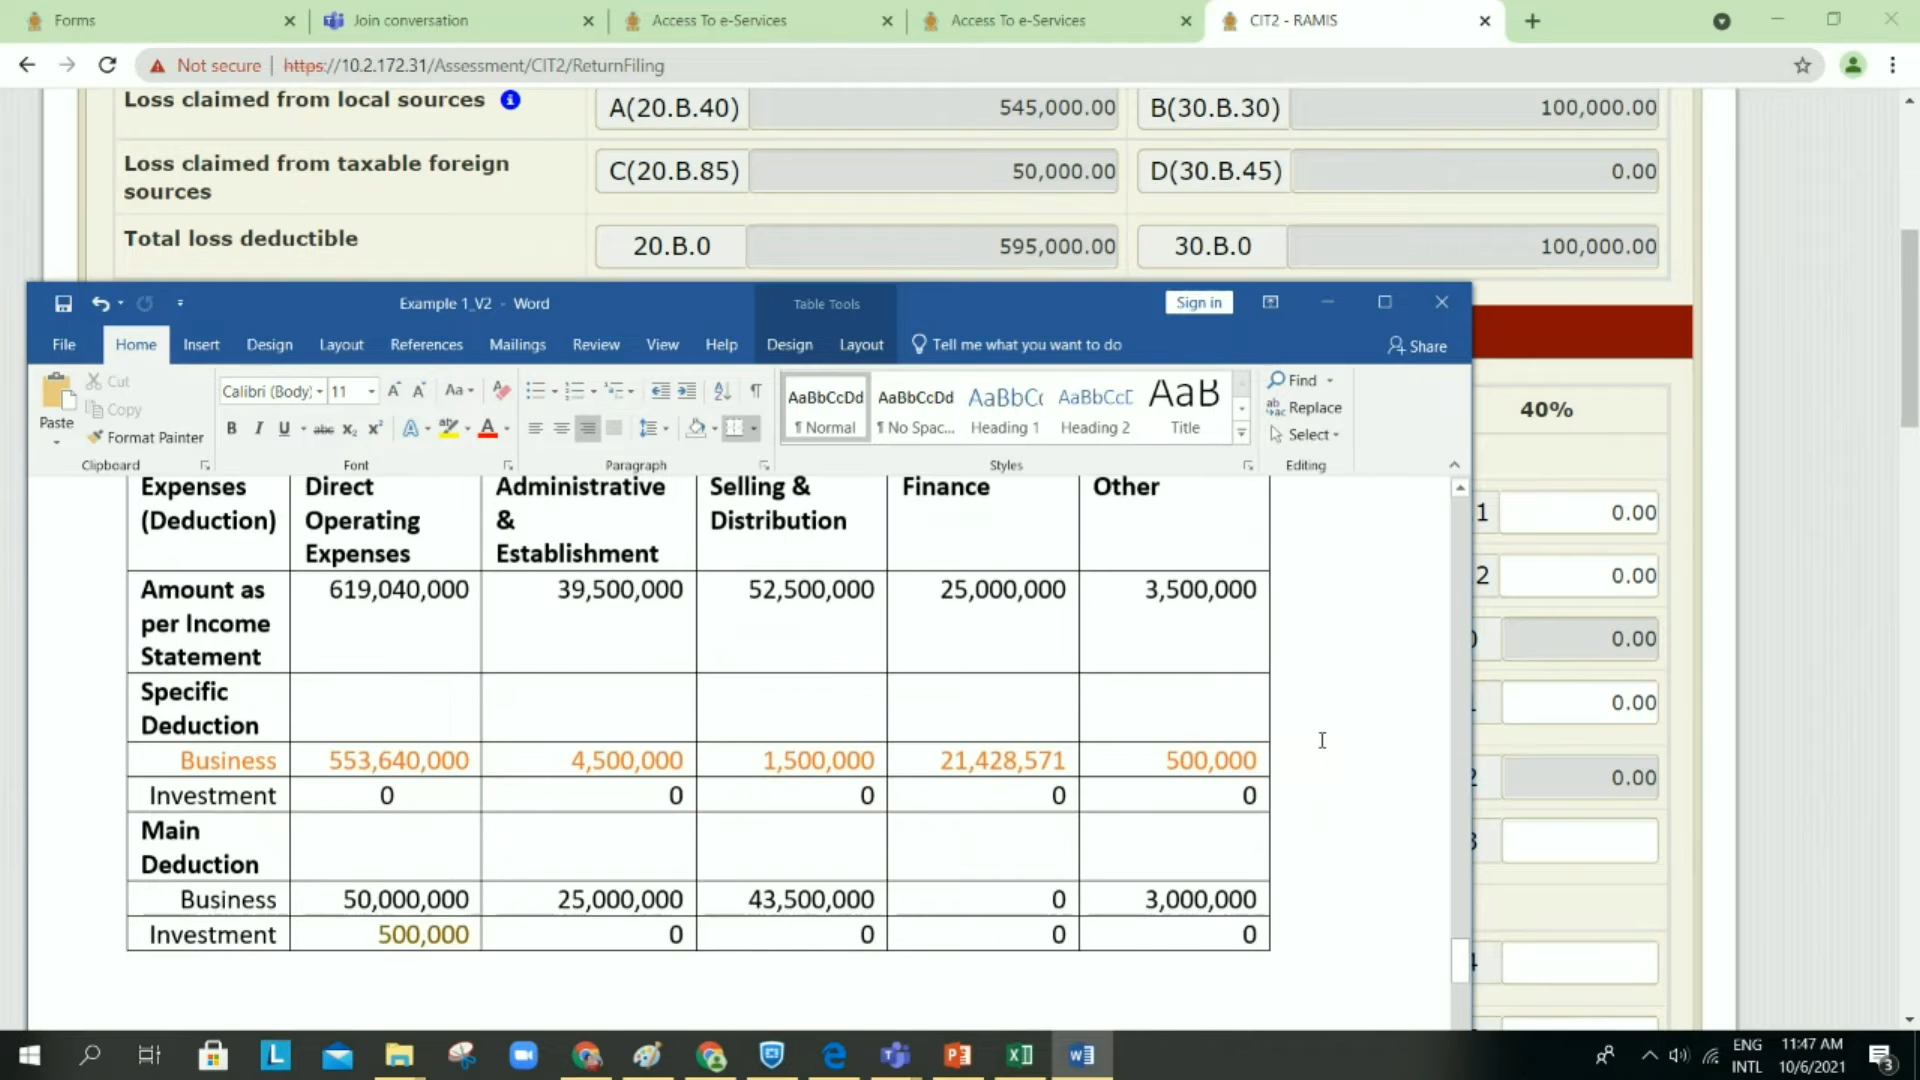 Forms
Join conversation
Access To e-Services
Access To e-Services
CIT2 - RAMIS
Not secure | https://10.2.172.31/Assessment/CIT2/ReturnFiling
Loss claimed from local sources A(20.B.40) 545,000.00 B(30.B.30) 100,000.00
Loss claimed from taxable foreign
sources
C(20.B.85) 50,000.00 D(30.B.45) 0.00
Total loss deductible 20.B.0 595,000.00 30.B.0 100,000.00
Example 1_V2 - Word
Table Tools
Sign in
File Home Insert Design Layout References Mailings Review View Help Design Layout Tell me what you want to do Share
Paste
Cut
Copy
Format Painter
Clipboard
Calibri (Body) 11
Aa
B I U abc X₂ X²
Font
Paragraph
AaBbCcDd AaBbCcDd AaBbCc AaBbCcE AaB
¶ Normal ¶ No Spac... Heading 1 Heading 2 Title
Styles
Find
Replace
Select
Editing
Expenses
(Deduction)
Direct
Operating
Expenses
Administrative
&
Establishment
Selling &
Distribution
Finance
Other
Amount as
per Income
Statement
619,040,000 39,500,000 52,500,000 25,000,000 3,500,000
Specific
Deduction
Business 553,640,000 4,500,000 1,500,000 21,428,571 500,000
Investment 0 0 0 0 0
Main
Deduction
Business 50,000,000 25,000,000 43,500,000 0 3,000,000
Investment 500,000 0 0 0 0
40%
1 0.00
2 0.00
0.00
0.00
0.00
ENG
INTL
11:47 AM
10/6/2021
3